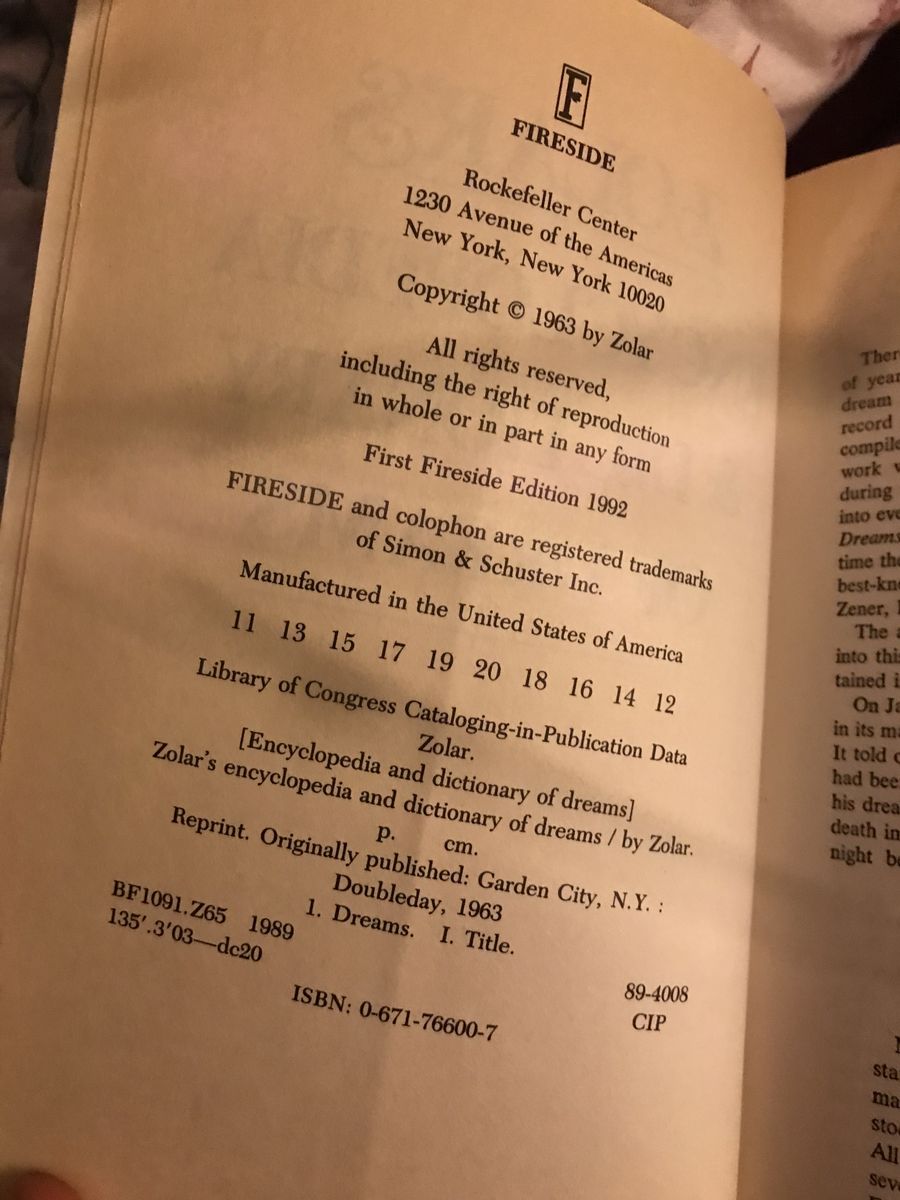 F
FIRESIDE
Rockefeller Center
1230 Avenue of the Americas
New York, New York 10020
Copyright © 1963 by Zolar
All rights reserved,
including the right of reproduction
in whole or in part in any form
First Fireside Edition 1992
FIRESIDE and colophon are registered trademarks
of Simon & Schuster Inc.
Manufactured in the United States of America
11 13 15 17 19 20 18 16 14 12
Library of Congress Cataloging-in-Publication Data
Zolar.
[Encyclopedia and dictionary of dreams]
Zolar's encyclopedia and dictionary of dreams / by Zolar.
p. cm.
Reprint. Originally published: Garden City, N.Y. :
Doubleday, 1963
1. Dreams. I. Title.
BF1091.Z65 1989
135'.3'03—dc20
89-4008
CIP
ISBN: 0-671-76600-7
of year
dream
record
work
during
into
Dreams
time
Zener,
The
into
On
in its
It told
had
his
death in
night
All